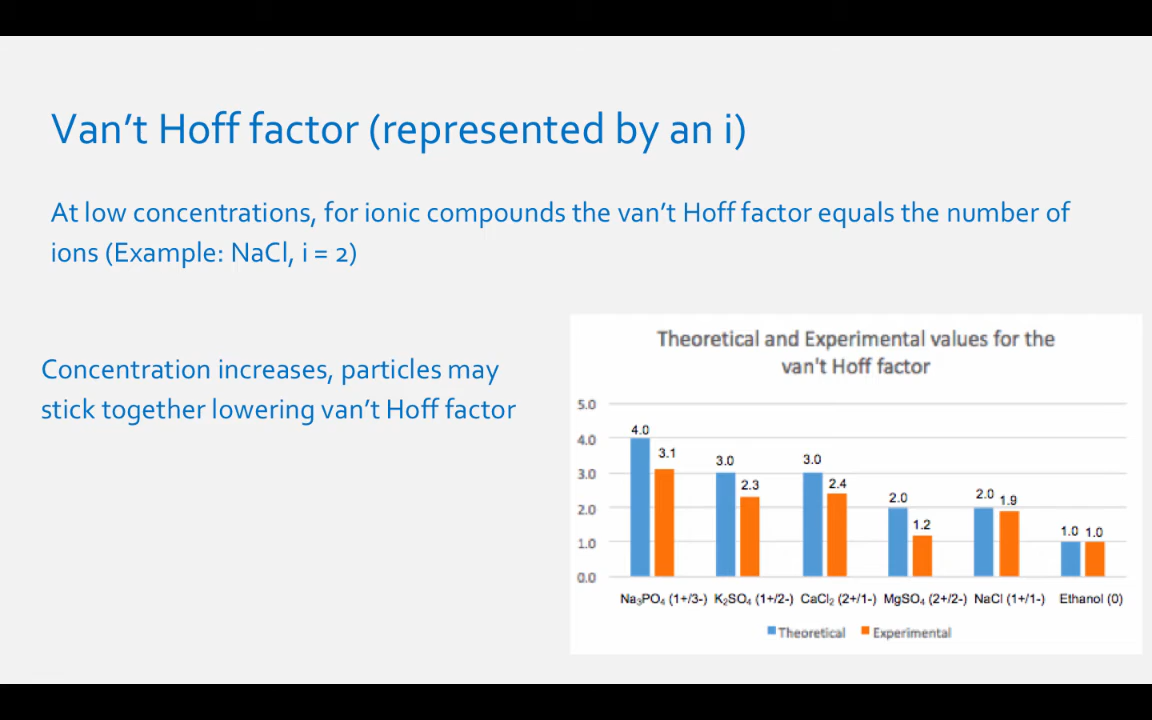 Van’t Hoff factor (represented by an i)
At low concentrations, for ionic compounds the van’t Hoff factor equals the number of
ions (Example: NaCl, i = 2)
Concentration increases, particles may
stick together lowering van’t Hoff factor
Theoretical and Experimental values for the
van't Hoff factor
5.0
4.0
3.0
2.0
1.0
0.0
4.0 3.1 3.0 2.3 3.0 2.4 2.0 1.2 2.0 1.9 1.0 1.0
Na₃PO₄ (1+/3-) K₂SO₄ (1+/2-) CaCl₂ (2+/1-) MgSO₄ (2+/2-) NaCl (1+/1-) Ethanol (0)
Theoretical Experimental